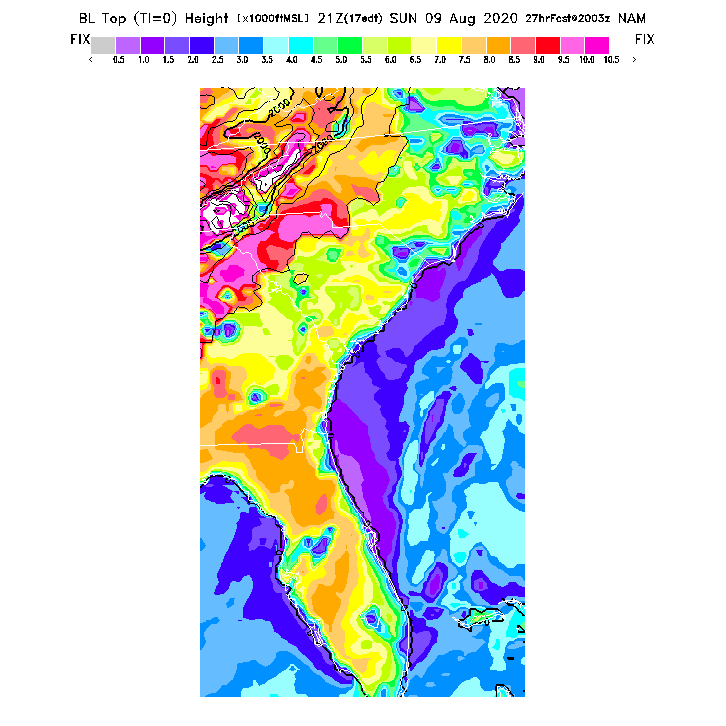 BL Top (TI=0) Height [x1000ftMSL] 21Z(17edt) SUN 09 Aug 2020 27hrFcst@2003z NAM
FIX FIX
< 0.5 1.0 1.5 2.0 2.5 3.0 3.5 4.0 4.5 5.0 5.5 6.0 6.5 7.0 7.5 8.0 8.5 9.0 9.5 10.0 10.5 >
2000
2000